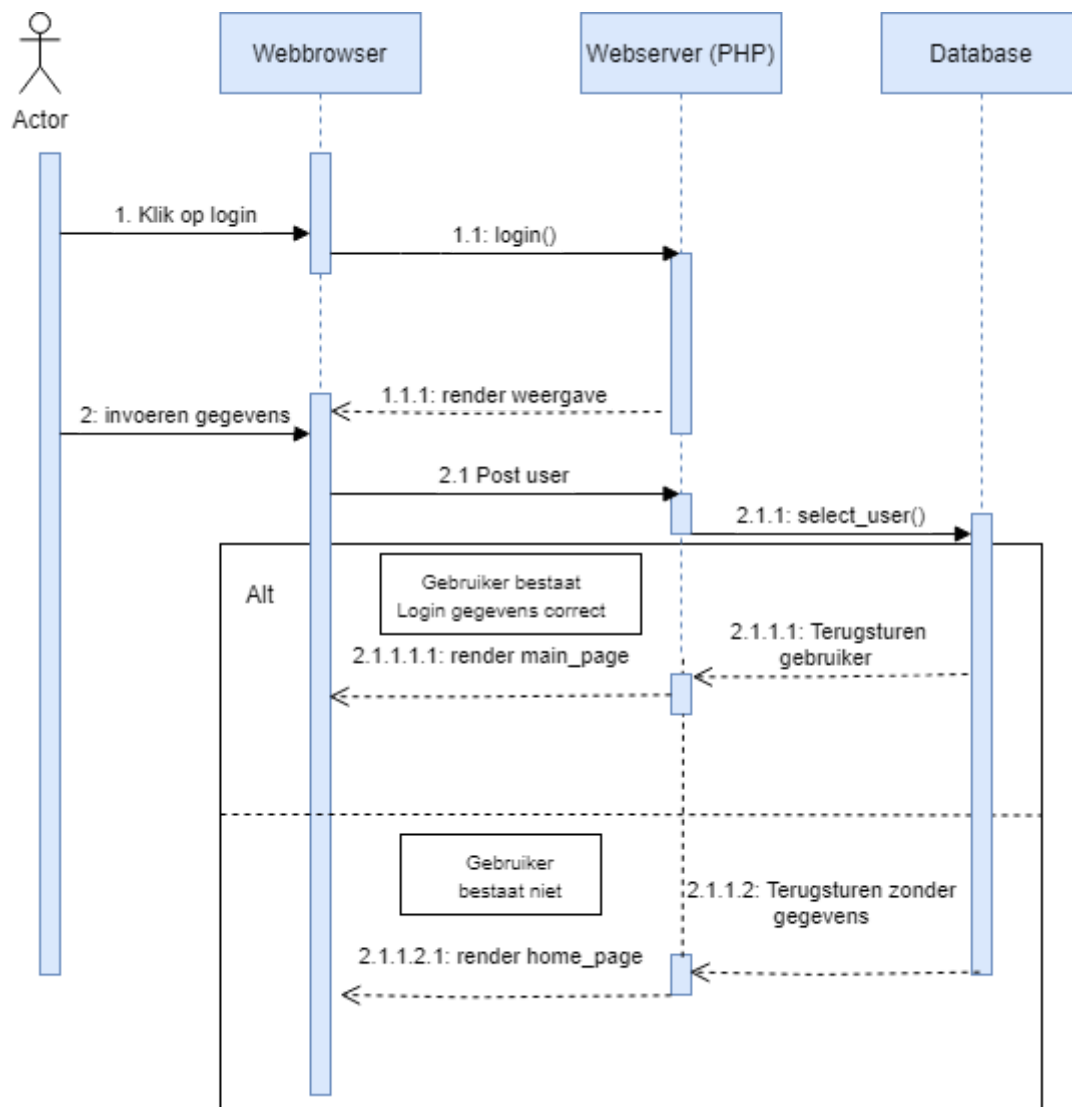 Webbrowser
Webserver (PHP)
Database
Actor
1. Klik op login
1.1: login()
1.1.1: render weergave
2: invoeren gegevens
2.1 Post user
2.1.1: select_user()
Alt
Gebruiker bestaat
Login gegevens correct
2.1.1.1: Terugsturen
gebruiker
2.1.1.1.1: render main_page
Gebruiker
bestaat niet
2.1.1.2: Terugsturen zonder
gegevens
2.1.1.2.1: render home_page